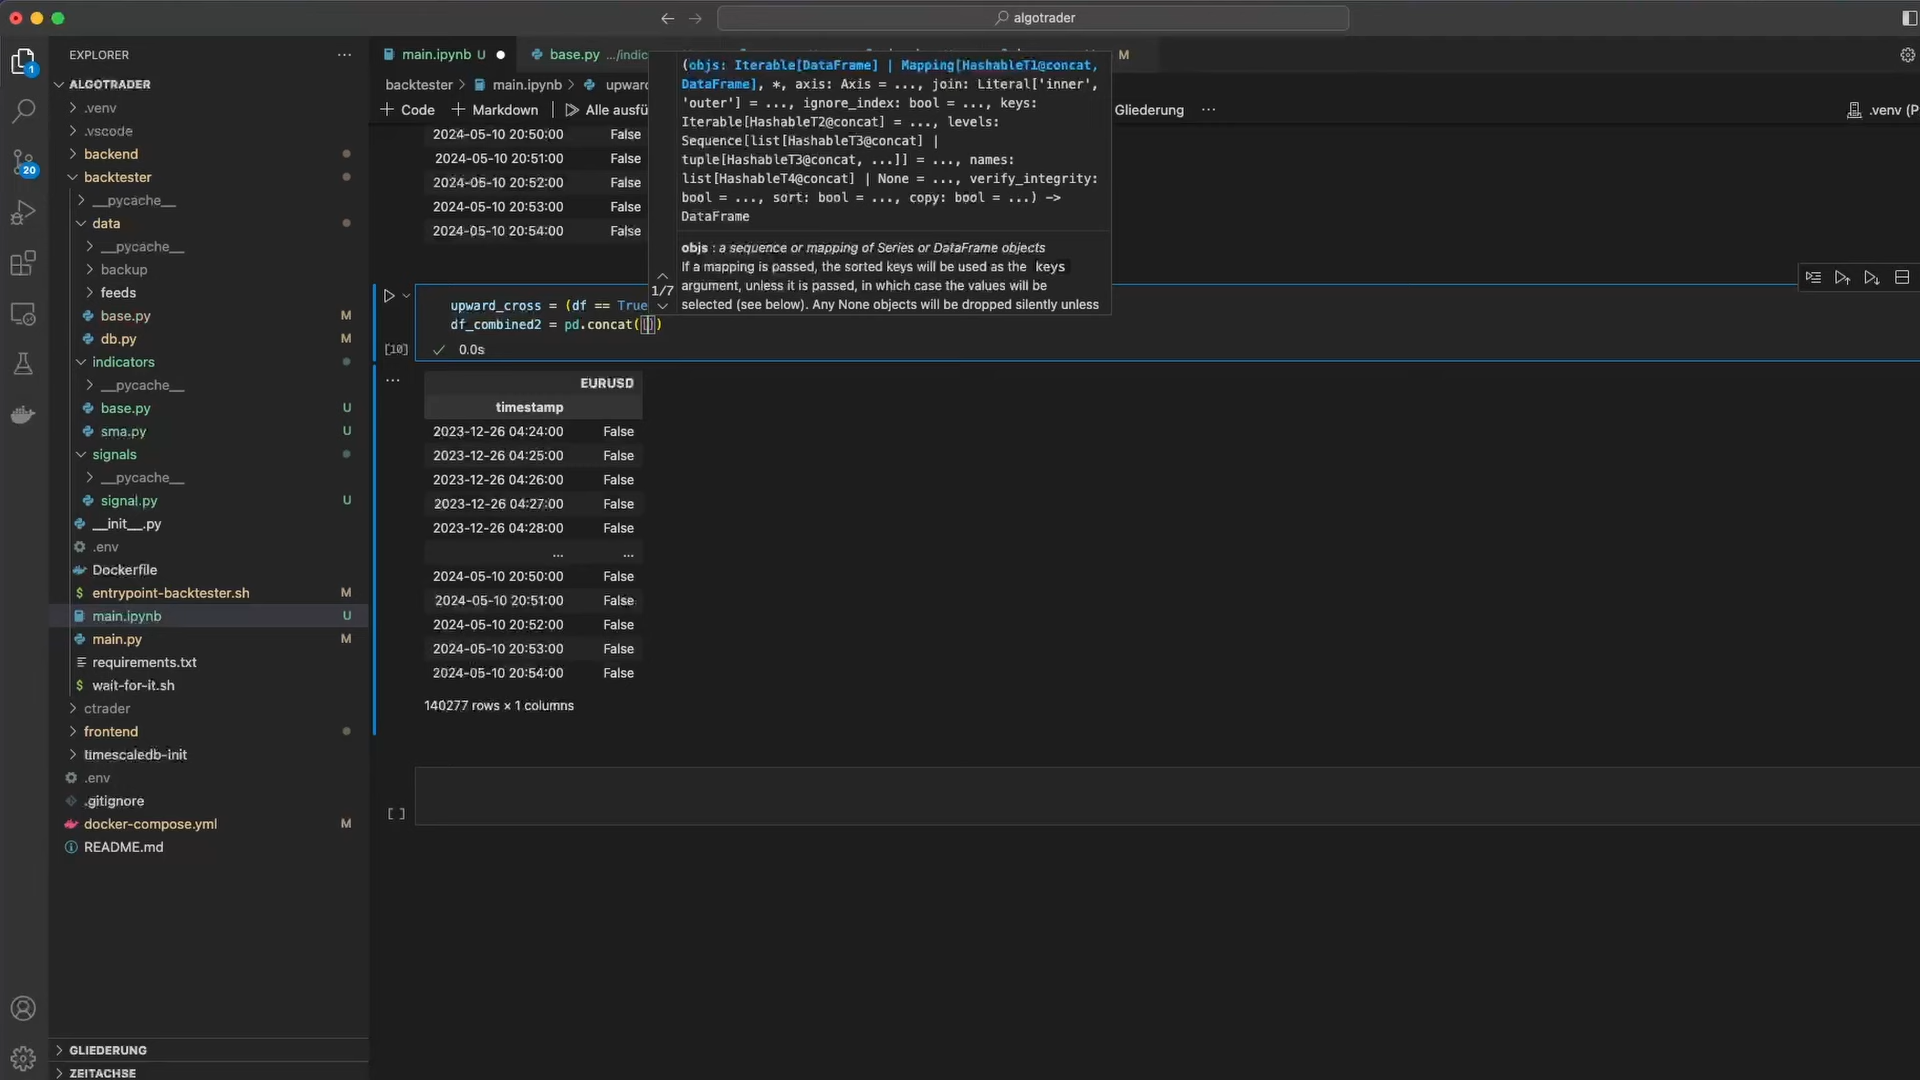 algotrader
EXPLORER
ALGOTRADER
.venv
.vscode
backend
backtester
__pycache__
data
__pycache__
backup
feeds
base.py M
db.py M
indicators
__pycache__
base.py U
sma.py U
signals
__pycache__
signal.py U
__init__.py
.env
Dockerfile
entrypoint-backtester.sh M
main.ipynb U
main.py M
requirements.txt
wait-for-it.sh
ctrader
frontend
timescaledb-init
.env
.gitignore
docker-compose.yml M
README.md
GLIEDERUNG
ZEITACHSE
1
20
main.ipynb U
base.py .../indic
M
backtester > main.ipynb >
+ Code + Markdown Alle ausfü
Gliederung ...
.venv (P
2024-05-10 20:50:00 False
2024-05-10 20:51:00 False
2024-05-10 20:52:00 False
2024-05-10 20:53:00 False
2024-05-10 20:54:00 False
(objs: Iterable[DataFrame] | Mapping[HashableT1@concat,
DataFrame], *, axis: Axis = ..., join: Literal['inner',
'outer'] = ..., ignore_index: bool = ..., keys:
Iterable[HashableT2@concat] = ..., levels:
Sequence[list[HashableT3@concat] |
tuple[HashableT3@concat, ...]] = ..., names:
list[HashableT4@concat] | None = ..., verify_integrity:
bool = ..., sort: bool = ..., copy: bool = ...) ->
DataFrame
objs : a sequence or mapping of Series or DataFrame objects
If a mapping is passed, the sorted keys will be used as the keys
argument, unless it is passed, in which case the values will be
selected (see below). Any None objects will be dropped silently unless
1/7
upward_cross = (df == True
df_combined2 = pd.concat([])
[10]
0.0s
EURUSD
timestamp
2023-12-26 04:24:00 False
2023-12-26 04:25:00 False
2023-12-26 04:26:00 False
2023-12-26 04:27:00 False
2023-12-26 04:28:00 False
... ...
2024-05-10 20:50:00 False
2024-05-10 20:51:00 False
2024-05-10 20:52:00 False
2024-05-10 20:53:00 False
2024-05-10 20:54:00 False
140277 rows × 1 columns
[ ]